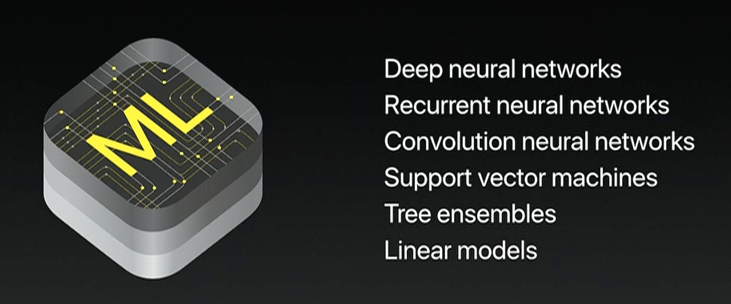 ML
Deep neural networks
Recurrent neural networks
Convolution neural networks
Support vector machines
Tree ensembles
Linear models